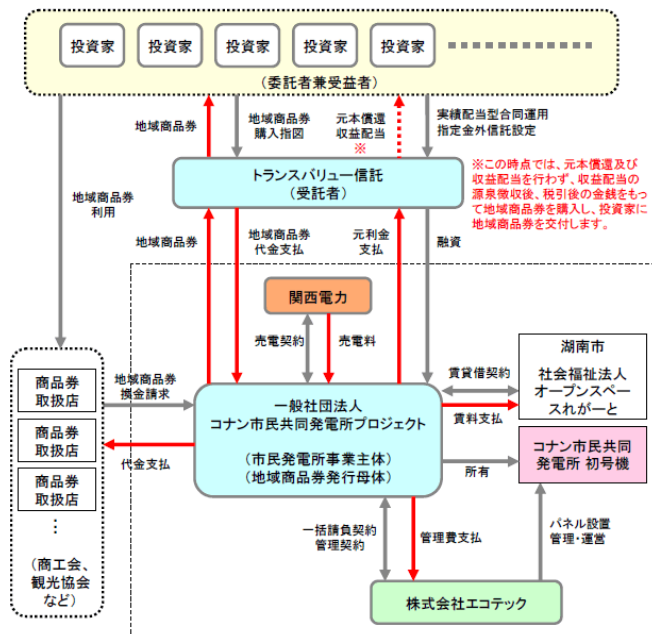 投資家
投資家
投資家
投資家
投資家
(委託者兼受益者)
地域商品券
地域商品券
購入指図
元本償還
収益配当
※
実績配当型合同運用
指定金外信託設定
トランスバリュー信託
(受託者)
※この時点では、元本償還及び
収益配当を行わず、収益配当の
源泉徴収後、税引後の金銭をもっ
て地域商品券を購入し、投資家に
地域商品券を交付します。
地域商品券
利用
地域商品券
地域商品券
代金支払
元利金
支払
融資
関西電力
売電契約
売電料
商品券
取扱店
商品券
取扱店
商品券
取扱店
⋮
(商工会、
観光協会
など)
地域商品券
換金請求
代金支払
一般社団法人
コナン市民共同発電所プロジェクト
(市民発電所事業主体)
(地域商品券発行母体)
賃貸借契約
賃料支払
湖南市
社会福祉法人
オープンスペー
スれがーと
所有
コナン市民共同
発電所 初号機
一括請負契約
管理契約
管理費支払
パネル設置
管理・運営
株式会社エコテック